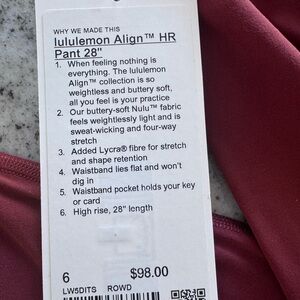 WHY WE MADE THIS
lululemon Align™ HR
Pant 28"
1. When feeling nothing is
everything. The lululemon
Align™ collection is so
weightless and buttery soft,
all you feel is your practice
2. Our buttery-soft Nulu™ fabric
feels weightlessly light and is
sweat-wicking and four-way
stretch
3. Added Lycra® fibre for stretch
and shape retention
4. Waistband lies flat and won't
dig in
5. Waistband pocket holds your key
or card
6. High rise, 28" length
6 $98.00
LW5DITS ROWD